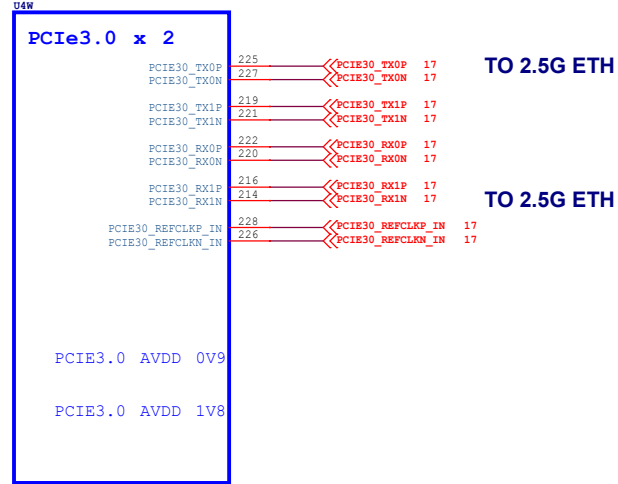 U4W
PCIe3.0 x 2
PCIE30_TX0P 225 PCIE30_TX0P 17 TO 2.5G ETH
PCIE30_TX0N 227 PCIE30_TX0N 17
PCIE30_TX1P 219 PCIE30_TX1P 17
PCIE30_TX1N 221 PCIE30_TX1N 17
PCIE30_RX0P 222 PCIE30_RX0P 17
PCIE30_RX0N 220 PCIE30_RX0N 17
PCIE30_RX1P 216 PCIE30_RX1P 17
PCIE30_RX1N 214 PCIE30_RX1N 17 TO 2.5G ETH
PCIE30_REFCLKP_IN 228 PCIE30_REFCLKP_IN 17
PCIE30_REFCLKN_IN 226 PCIE30_REFCLKN_IN 17
PCIE3.0 AVDD 0V9
PCIE3.0 AVDD 1V8